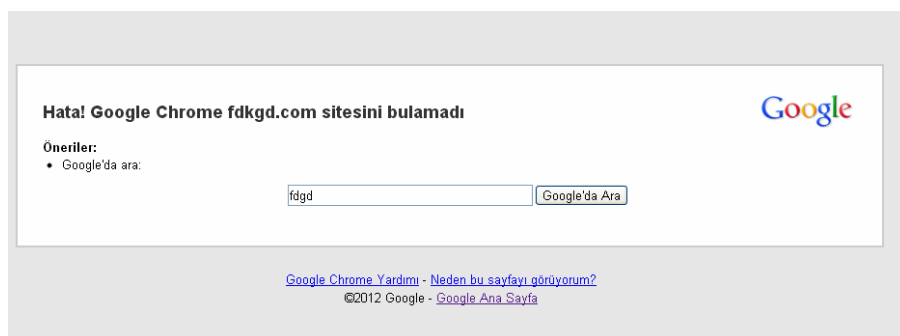 Hata! Google Chrome fdkgd.com sitesini bulamadı
Google
Öneriler:
• Google'da ara:
fdgd
Google'da Ara
Google Chrome Yardımı - Neden bu sayfayı görüyorum?
©2012 Google - Google Ana Sayfa